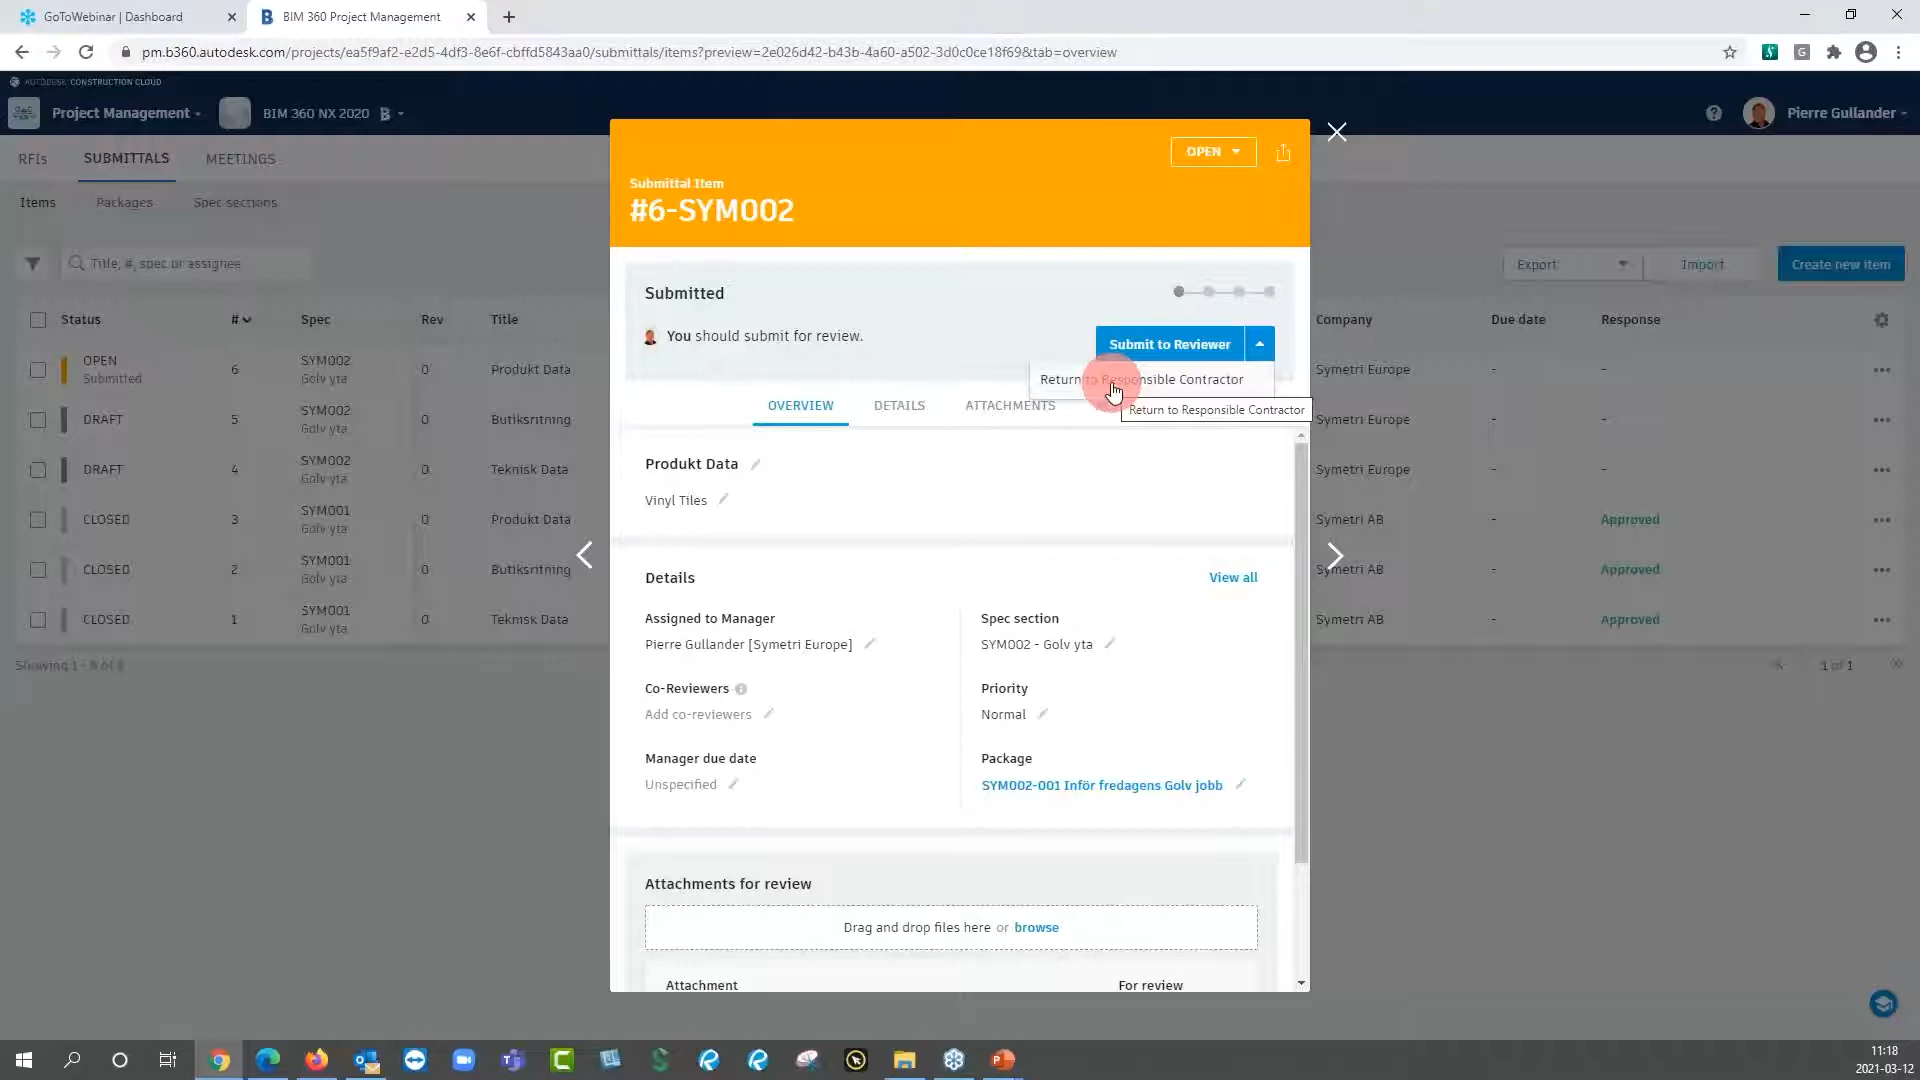 GoToWebinar | Dashboard
BIM 360 Project Management
pm.b360.autodesk.com/projects/ea5f9af2-e2d5-4df3-8e6f-cbffd5843aa0/submittals/items?preview=2e026d42-b43b-4a60-a502-3d0c0ce18f69&tab=overview
AUTODESK CONSTRUCTION CLOUD
Project Management
BIM 360 NX 2020
Pierre Gullander
RFIs SUBMITTALS MEETINGS
Items Packages Spec sections
Title, #, spec or assignee
Export Import Create new item
Status # Spec Rev Title Company Due date Response
OPEN
Submitted
6
SYM002
Golv yta
0 Produkt Data Symetri Europe - -
DRAFT 5
SYM002
Golv yta
0 Butiksritning Symetri Europe - -
DRAFT 4
SYM002
Golv yta
0 Teknisk Data Symetri Europe - -
CLOSED 3
SYM001
Golv yta
0 Produkt Data Symetri AB - Approved
CLOSED 2
SYM001
Golv yta
0 Butiksritning Symetri AB - Approved
CLOSED 1
SYM001
Golv yta
0 Teknisk Data Symetri AB - Approved
1 of 1
OPEN
Submittal Item
#6-SYM002
Submitted
You should submit for review.
Submit to Reviewer
Return to Responsible Contractor
Return to Responsible Contractor
OVERVIEW DETAILS ATTACHMENTS
Produkt Data
Vinyl Tiles
Details
View all
Assigned to Manager
Pierre Gullander [Symetri Europe]
Spec section
SYM002 - Golv yta
Co-Reviewers
Add co-reviewers
Priority
Normal
Manager due date
Unspecified
Package
SYM002-001 Inför fredagens Golv jobb
Attachments for review
Drag and drop files here or browse
Attachment For review
11:18
2021-03-12